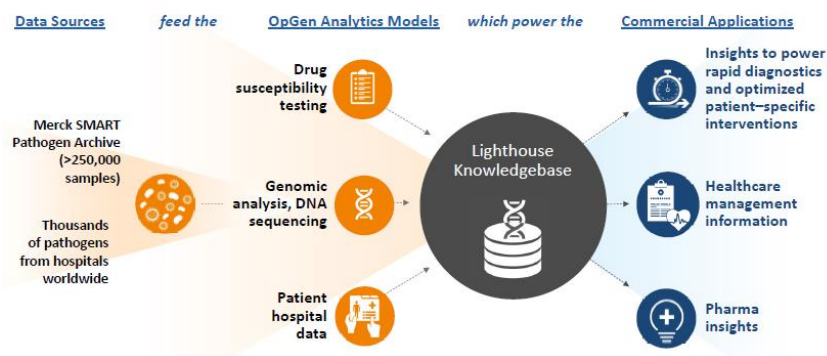 Data Sources
feed the
OpGen Analytics Models
which power the
Commercial Applications
Merck SMART
Pathogen Archive
(>250,000
samples)
Thousands
of pathogens
from hospitals
worldwide
Drug
susceptibility
testing
Genomic
analysis, DNA
sequencing
Patient
hospital
data
Lighthouse
Knowledgebase
Insights to power
rapid diagnostics
and optimized
patient–specific
interventions
Healthcare
management
information
Pharma
insights